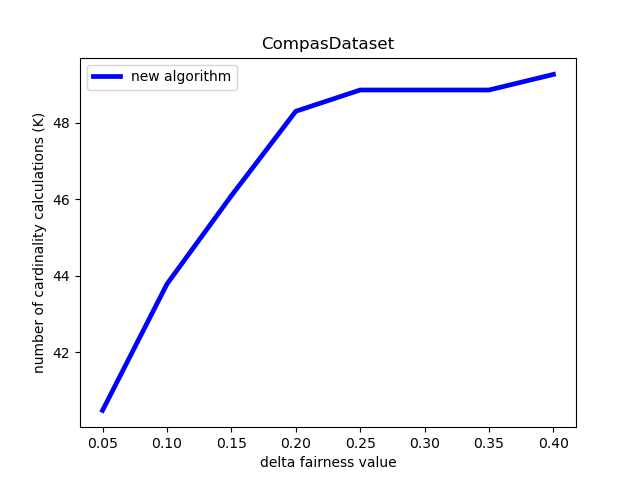 CompasDataset
new algorithm
number of cardinality calculations (K)
48
46
44
42
0.05 0.10 0.15 0.20 0.25 0.30 0.35 0.40
delta fairness value